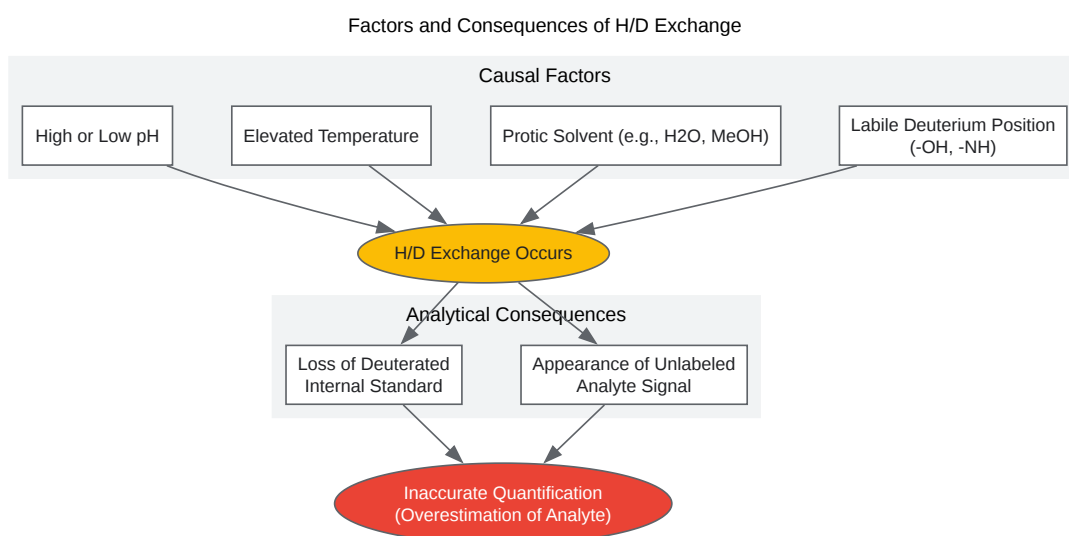 Factors and Consequences of H/D Exchange
Causal Factors
High or Low pH
Elevated Temperature
Protic Solvent (e.g., H2O, MeOH)
Labile Deuterium Position
(-OH, -NH)
H/D Exchange Occurs
Analytical Consequences
Loss of Deuterated
Internal Standard
Appearance of Unlabeled
Analyte Signal
Inaccurate Quantification
(Overestimation of Analyte)